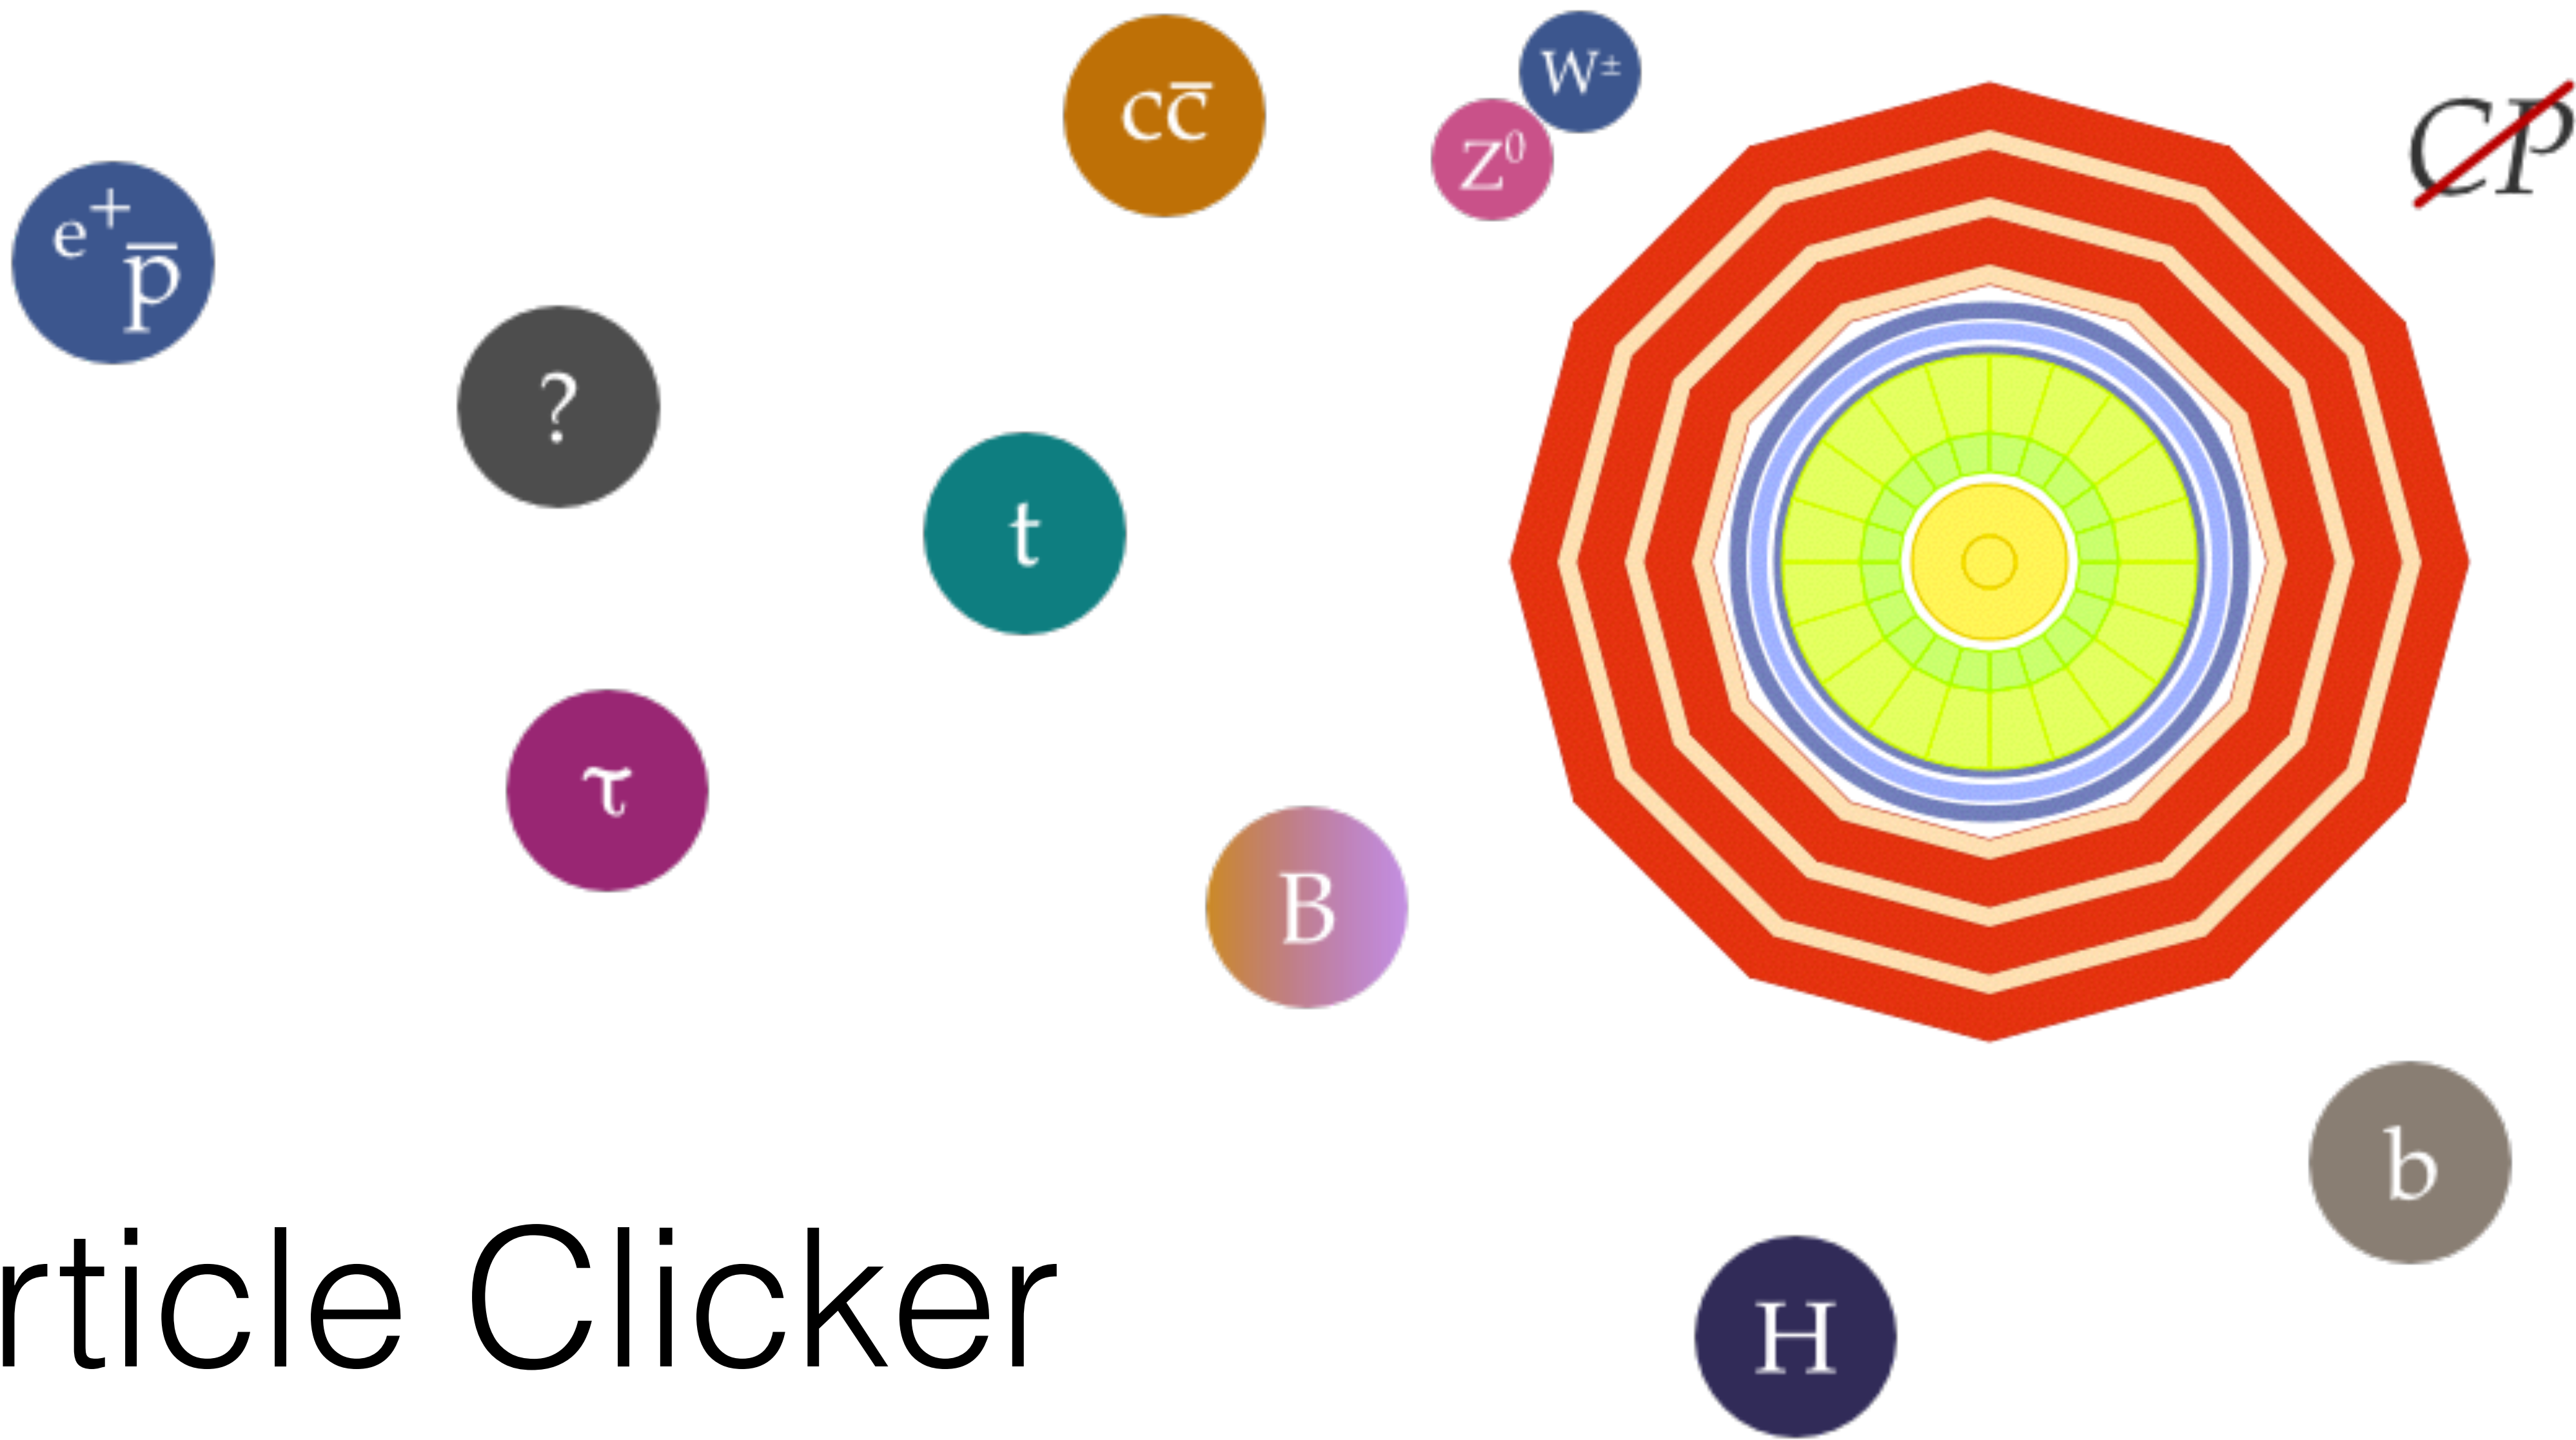 W±
cc̅
Z⁰
CP
e⁺
p̅
?
t
τ
B
b
rticle Clicker
H